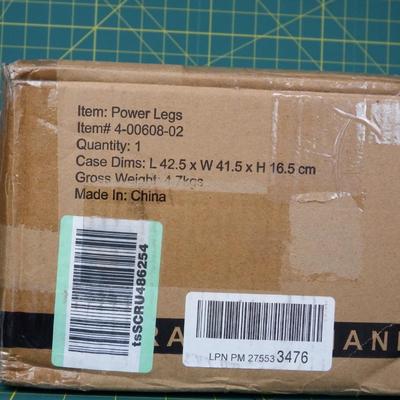 Item: Power Legs
Item# 4-00608-02
Quantity: 1
Case Dims: L 42.5 x W 41.5 x H 16.5 cm
Gross Weight: 4.7kgs
Made In: China
tsSCRU486254
LPN PM 27553 3476